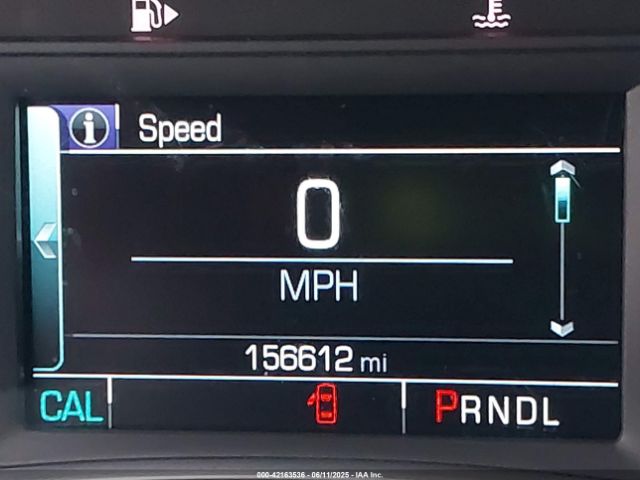 i Speed
0
MPH
156612 mi
CAL PRNDL
000-42163536 - 06/11/2025 - IAA Inc.